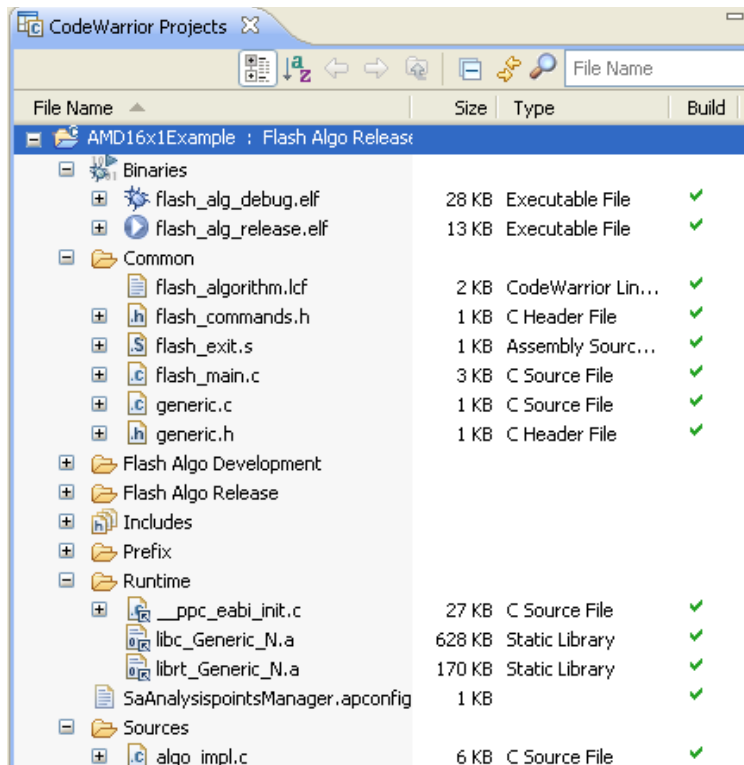 CodeWarrior Projects
File Name
File Name Size Type Build
AMD16x1Example : Flash Algo Release
Binaries
flash_alg_debug.elf 28 KB Executable File
flash_alg_release.elf 13 KB Executable File
Common
flash_algorithm.lcf 2 KB CodeWarrior Lin...
flash_commands.h 1 KB C Header File
flash_exit.s 1 KB Assembly Sourc...
flash_main.c 3 KB C Source File
generic.c 1 KB C Source File
generic.h 1 KB C Header File
Flash Algo Development
Flash Algo Release
Includes
Prefix
Runtime
__ppc_eabi_init.c 27 KB C Source File
libc_Generic_N.a 628 KB Static Library
librt_Generic_N.a 170 KB Static Library
SaAnalysispointsManager.apconfig 1 KB
Sources
algo_impl.c 6 KB C Source File